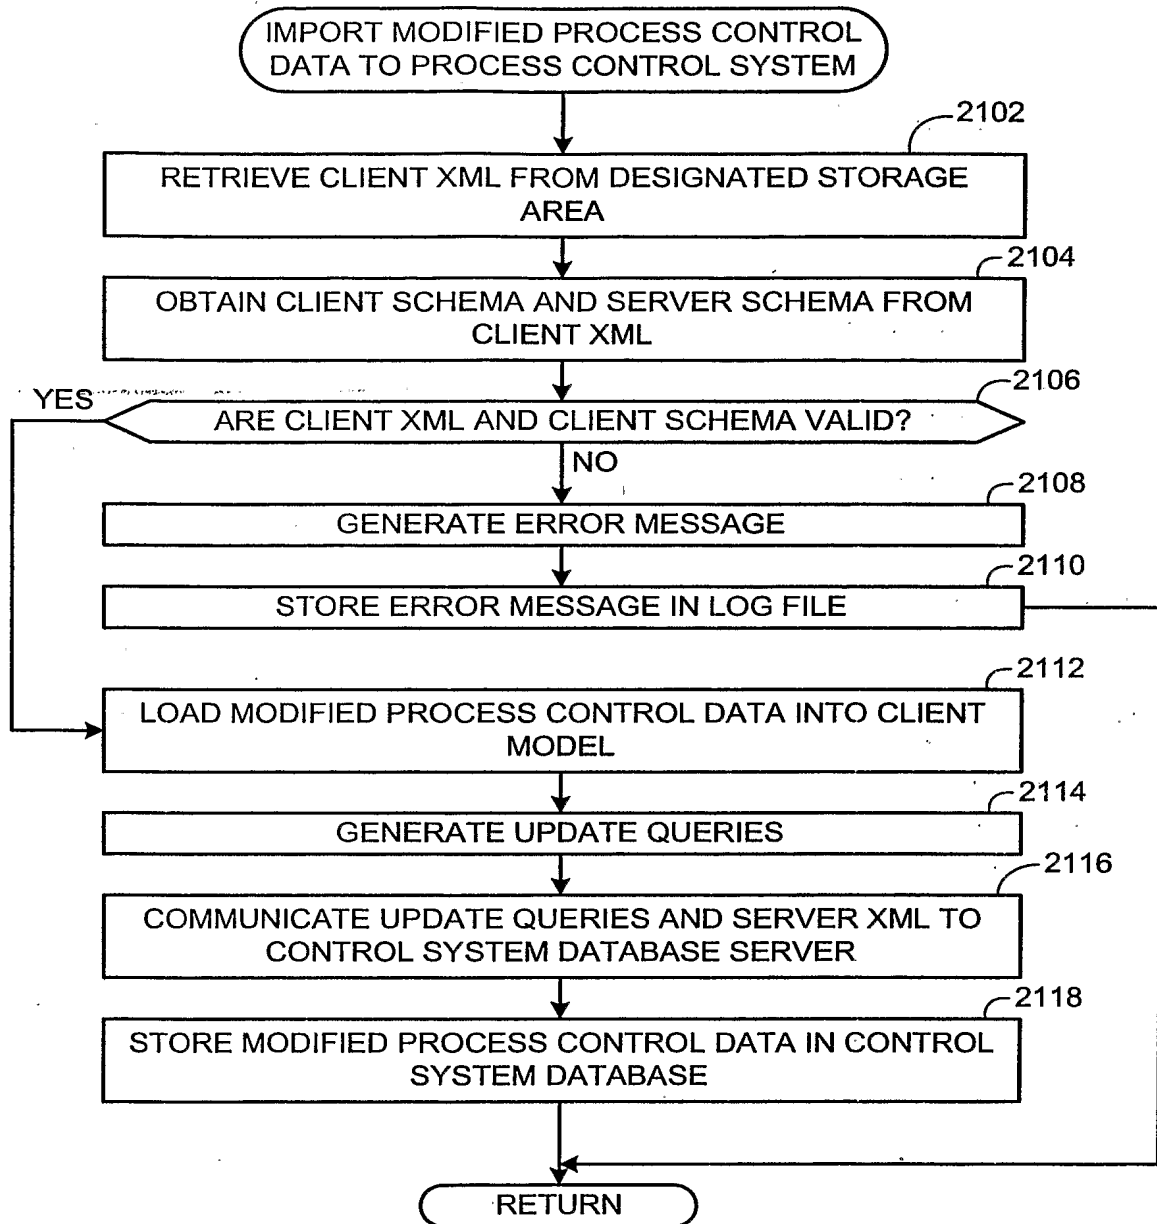 IMPORT MODIFIED PROCESS CONTROL
DATA TO PROCESS CONTROL SYSTEM
2102
RETRIEVE CLIENT XML FROM DESIGNATED STORAGE
AREA
2104
OBTAIN CLIENT SCHEMA AND SERVER SCHEMA FROM
CLIENT XML
2106
YES
ARE CLIENT XML AND CLIENT SCHEMA VALID?
NO
2108
GENERATE ERROR MESSAGE
2110
STORE ERROR MESSAGE IN LOG FILE
2112
LOAD MODIFIED PROCESS CONTROL DATA INTO CLIENT
MODEL
2114
GENERATE UPDATE QUERIES
2116
COMMUNICATE UPDATE QUERIES AND SERVER XML TO
CONTROL SYSTEM DATABASE SERVER
2118
STORE MODIFIED PROCESS CONTROL DATA IN CONTROL
SYSTEM DATABASE
RETURN